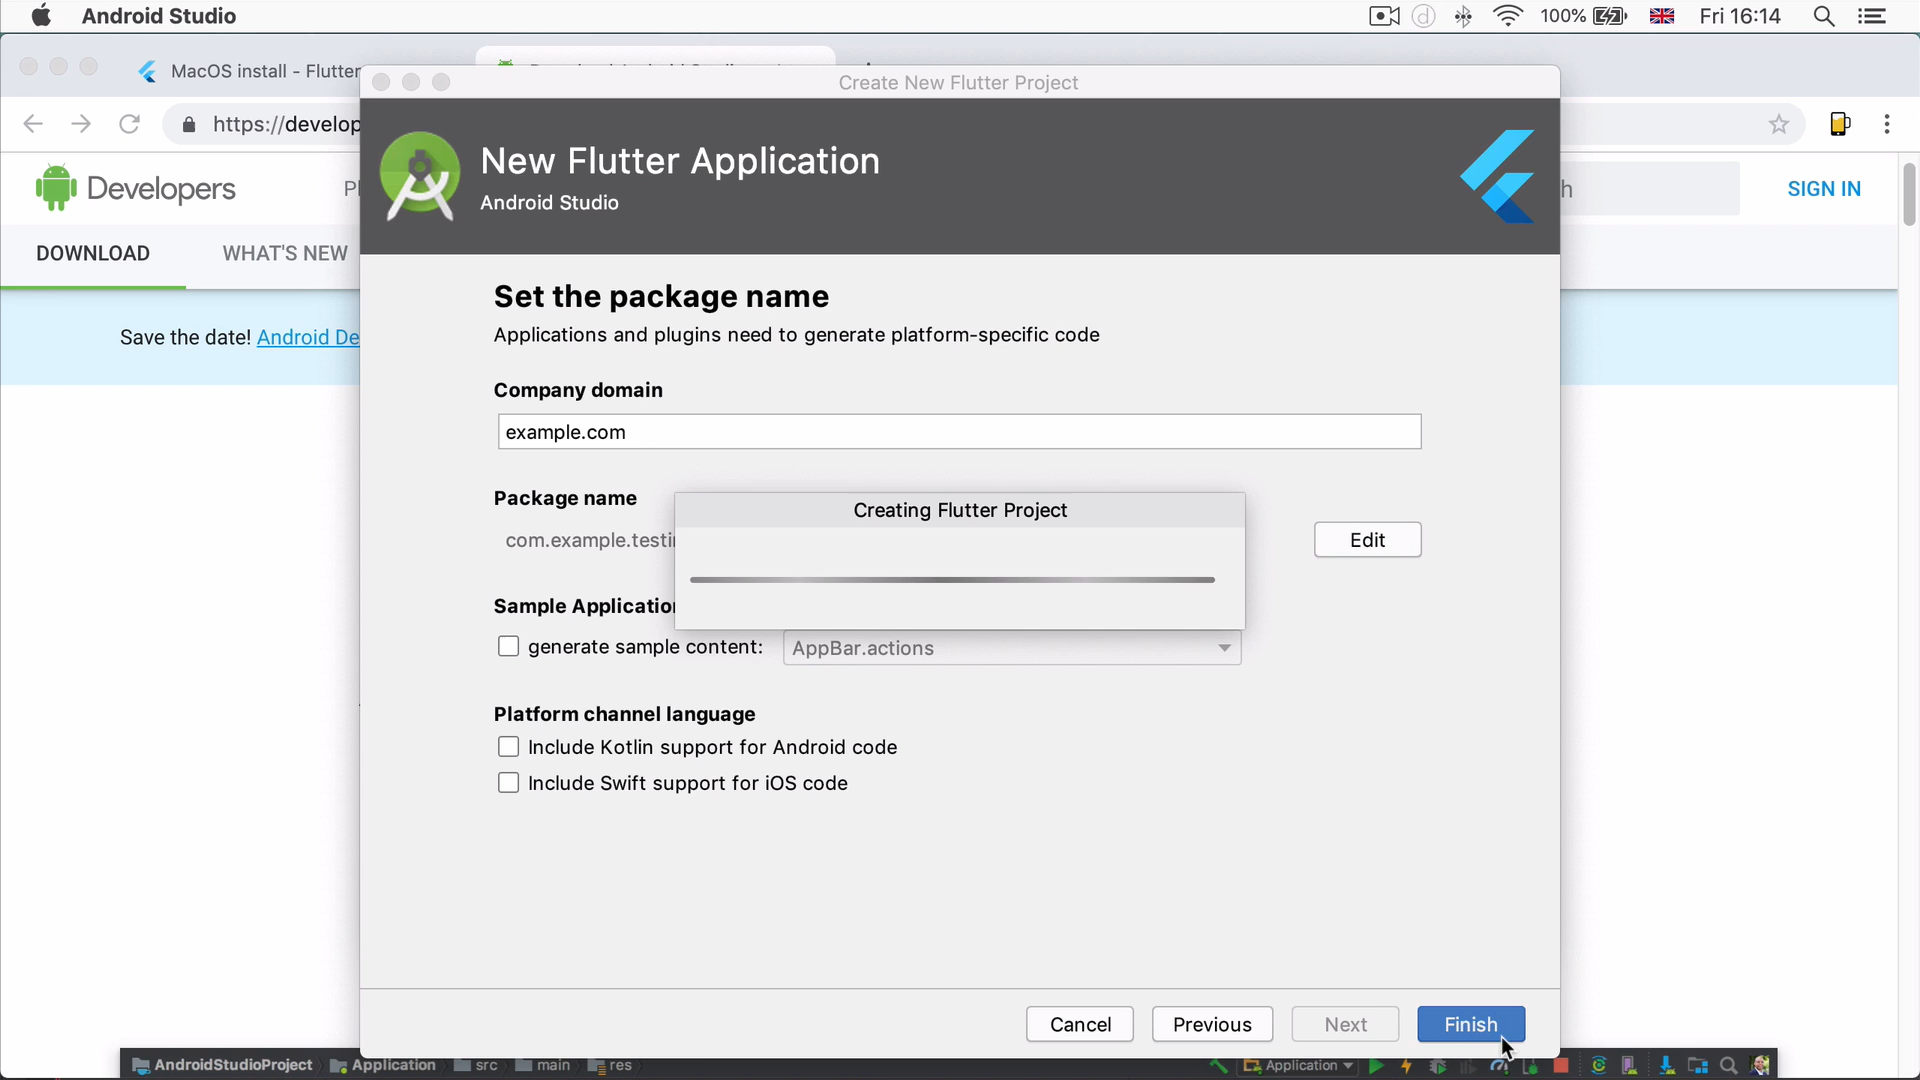 Android Studio
100%
Fri 16:14
MacOS install - Flutter
Create New Flutter Project
https://develop
New Flutter Application
Android Studio
Developers
SIGN IN
DOWNLOAD
WHAT'S NEW
Set the package name
Applications and plugins need to generate platform-specific code
Save the date! Android De
Company domain
example.com
Package name
Creating Flutter Project
com.example.testin
Edit
Sample Application
generate sample content:
AppBar.actions
Platform channel language
Include Kotlin support for Android code
Include Swift support for iOS code
Cancel
Previous
Next
Finish
AndroidStudioProject
Application
src
main
res
Application